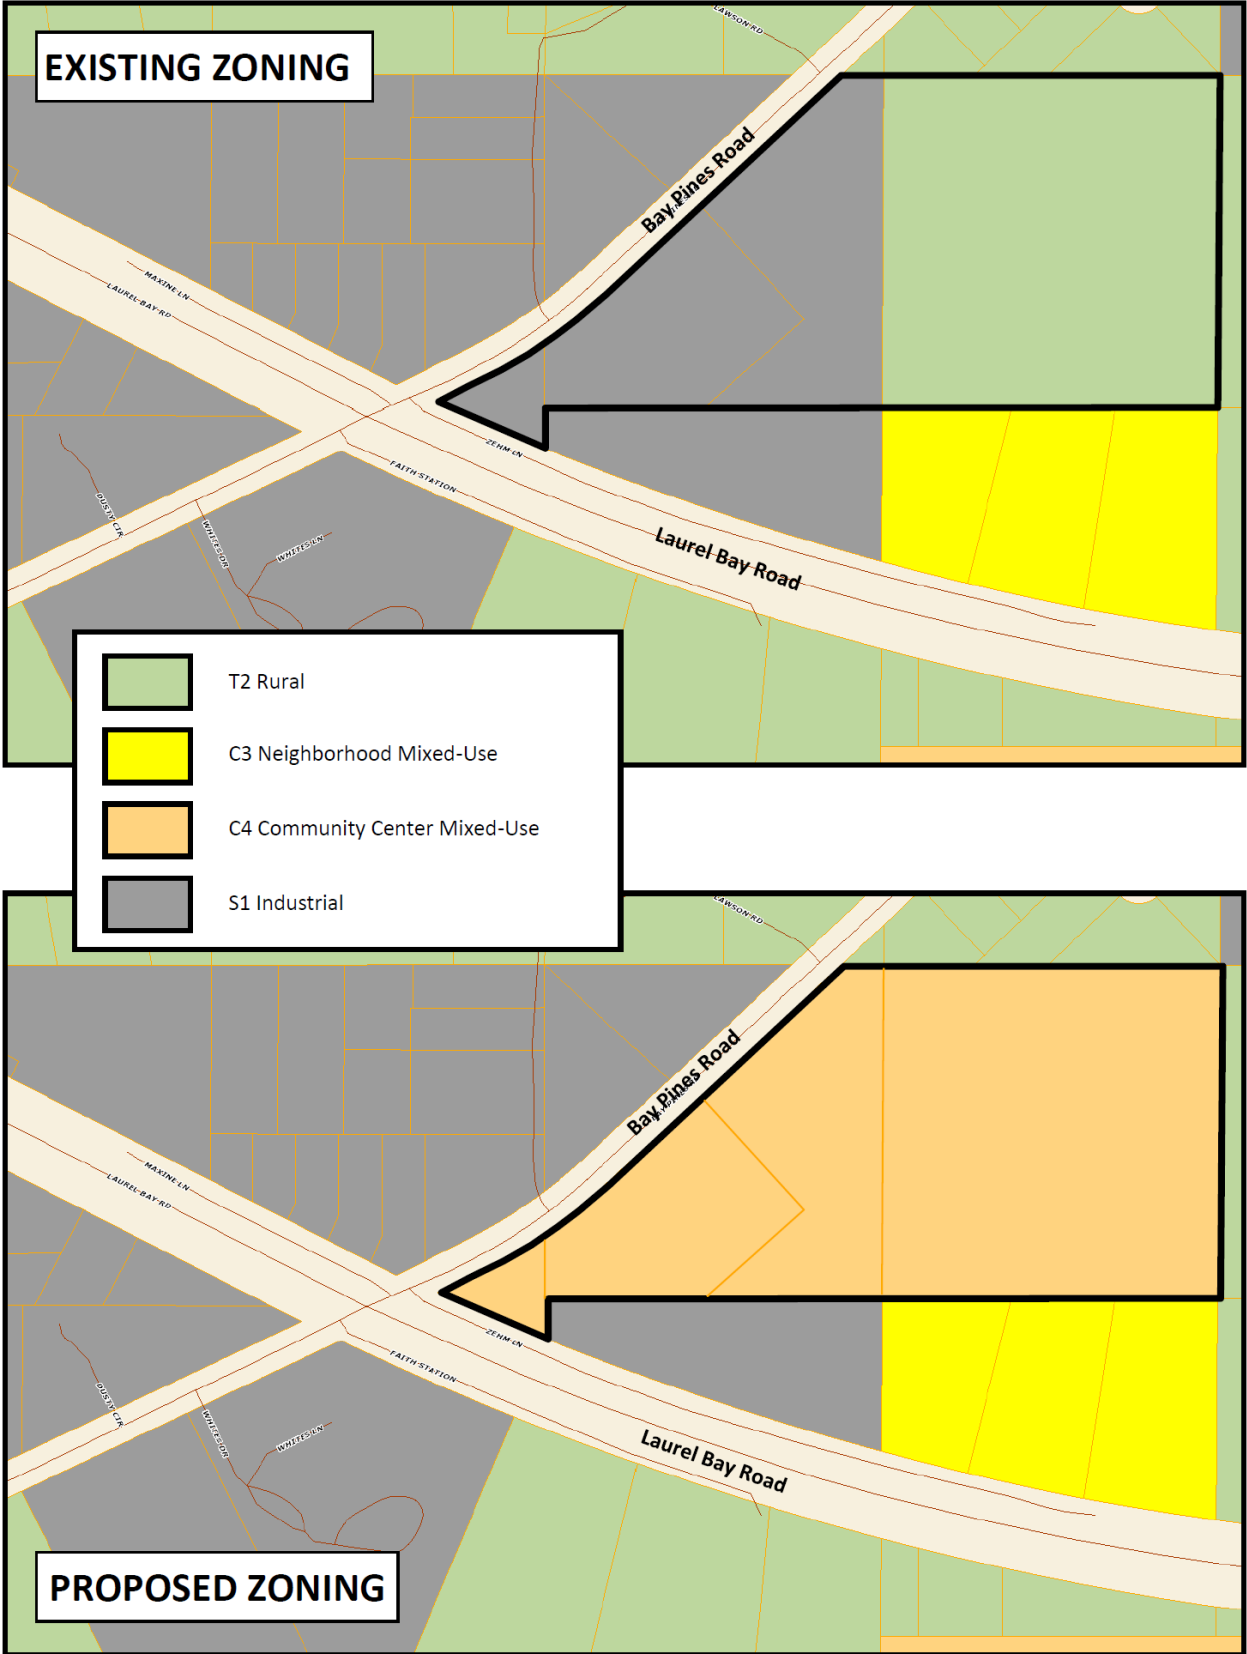 LAWSON RD
EXISTING ZONING
Bay Pines Road
MAXINE LN
LAUREL BAY RD
ZEHM LN
FAITH STATION
DUSTY CIR
WHITES DR
WHITES LN
Laurel Bay Road
T2 Rural
C3 Neighborhood Mixed-Use
C4 Community Center Mixed-Use
S1 Industrial
LAWSON RD
Bay Pines Road
MAXINE LN
LAUREL BAY RD
ZEHM LN
FAITH STATION
DUSTY CIR
WHITES DR
WHITES LN
Laurel Bay Road
PROPOSED ZONING